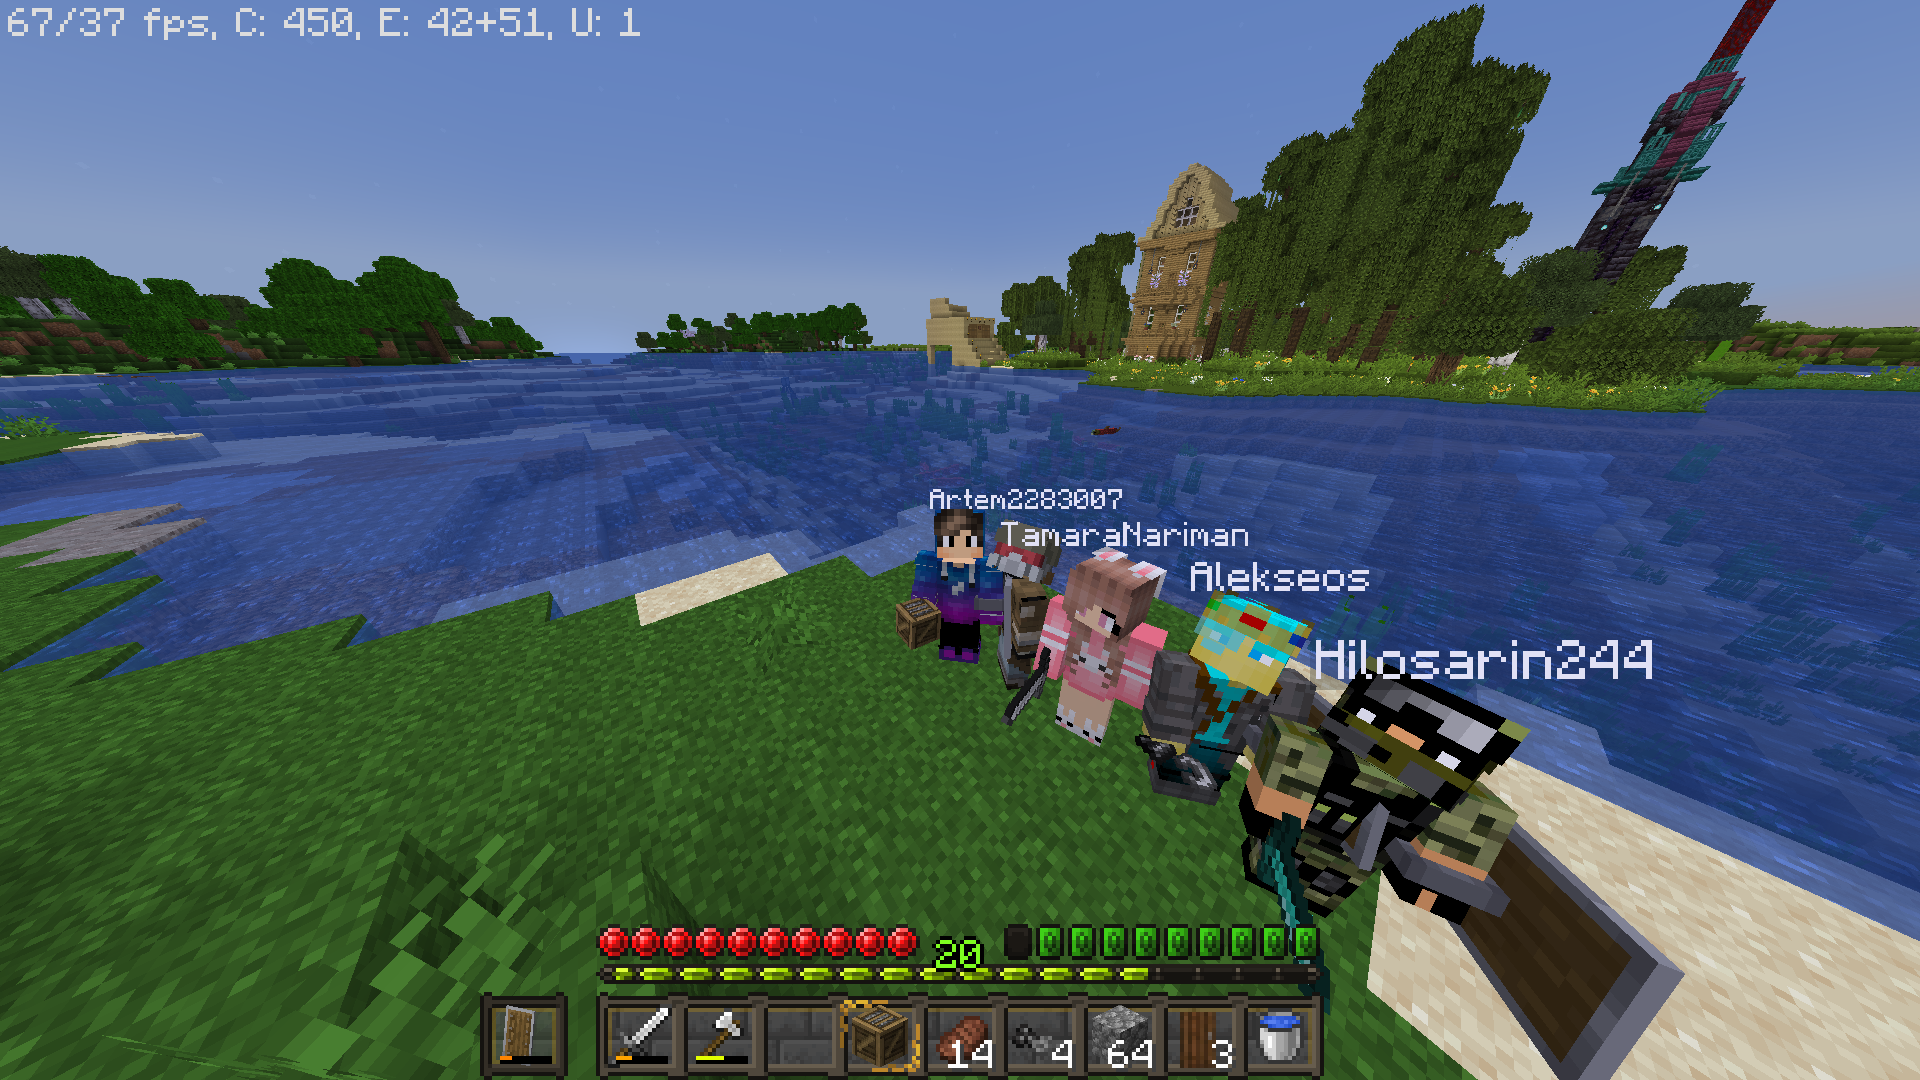 67/37 fps, C: 450, E: 42+51, U: 1
Artem2283007
TamaraNariman
Alekseos
Hilosarin244
20
14
4
64
3